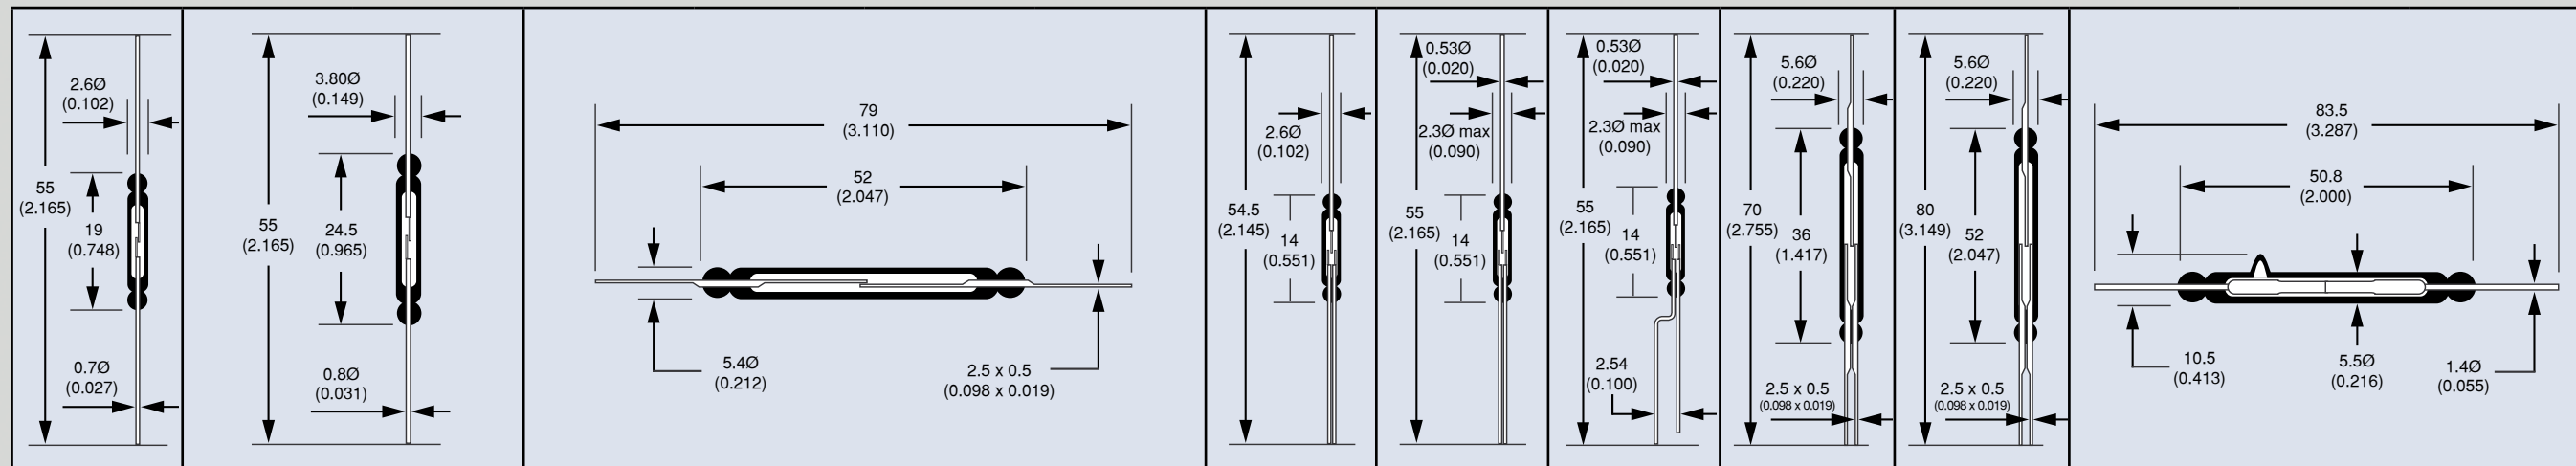 2.6Ø
(0.102)
55
(2.165)
19
(0.748)
0.7Ø
(0.027)
3.80Ø
(0.149)
55
(2.165)
24.5
(0.965)
0.8Ø
(0.031)
79
(3.110)
52
(2.047)
5.4Ø
(0.212)
2.5 x 0.5
(0.098 x 0.019)
2.6Ø
(0.102)
54.5
(2.145)
14
(0.551)
0.53Ø
(0.020)
2.3Ø max
(0.090)
55
(2.165)
14
(0.551)
0.53Ø
(0.020)
2.3Ø max
(0.090)
55
(2.165)
14
(0.551)
2.54
(0.100)
5.6Ø
(0.220)
70
(2.755)
36
(1.417)
2.5 x 0.5
(0.098 x 0.019)
5.6Ø
(0.220)
80
(3.149)
52
(2.047)
2.5 x 0.5
(0.098 x 0.019)
83.5
(3.287)
50.8
(2.000)
10.5
(0.413)
5.5Ø
(0.216)
1.4Ø
(0.055)